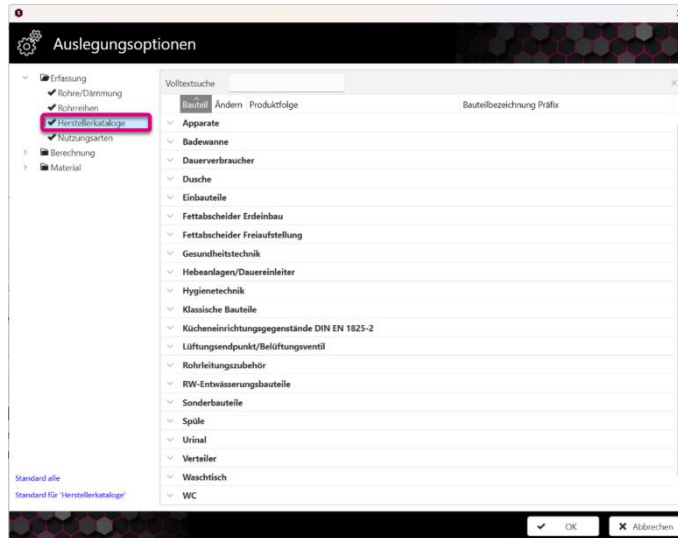 Auslegungsoptionen
Erfassung
Rohre/Dämmung
Rohrreihen
Herstellerkataloge
Nutzungsarten
Berechnung
Material
Volltextsuche
Bauteil Ändern Produktfolge Bauteilbezeichnung Präfix
Apparate
Badewanne
Dauerverbraucher
Dusche
Einbauteile
Fettabscheider Erdeinbau
Fettabscheider Freiaufstellung
Gesundheitstechnik
Hebeanlagen/Dauereinleiter
Hygienetechnik
Klassische Bauteile
Kücheneinrichtungsgegenstände DIN EN 1825-2
Lüftungsendpunkt/Belüftungsventil
Rohrleitungszubehör
RW-Entwässerungsbauteile
Sonderbauteile
Spüle
Urinal
Verteiler
Waschtisch
WC
Standard alle
Standard für 'Herstellerkataloge'
OK Abbrechen